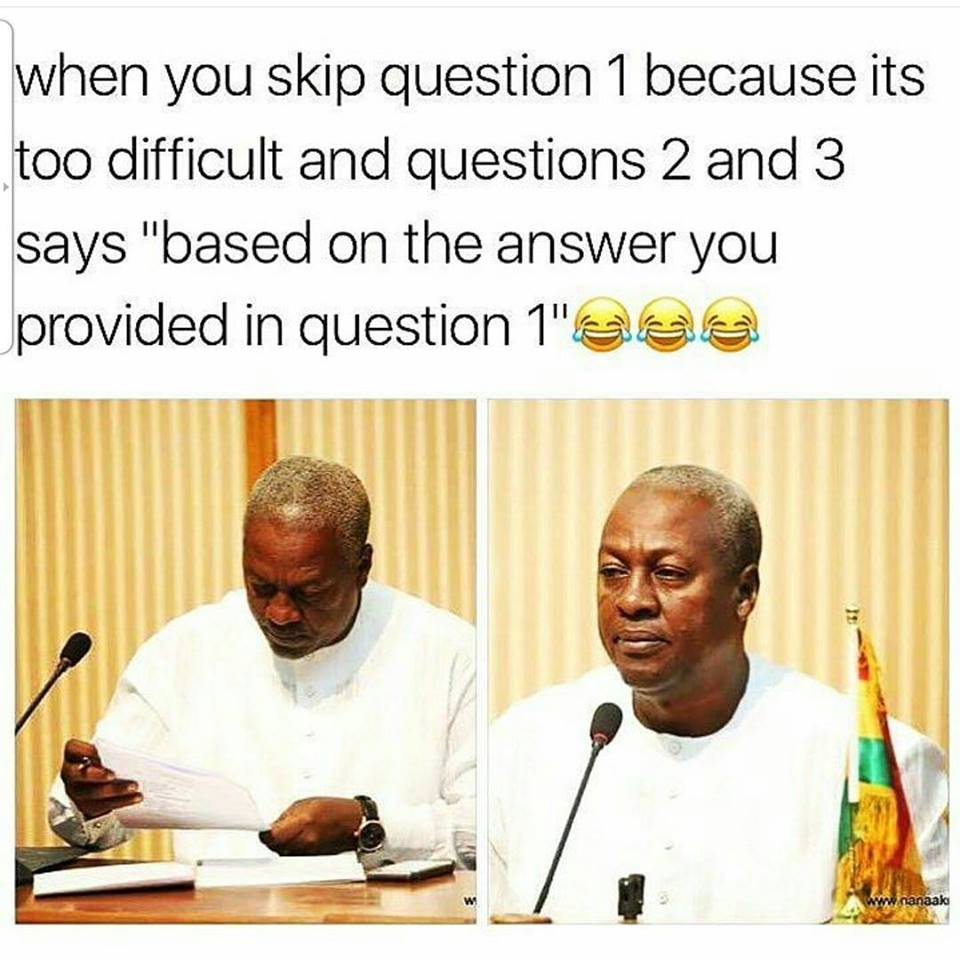 when you skip question 1 because its
too difficult and questions 2 and 3
says "based on the answer you
provided in question 1"😂😂😂
www.nanaak